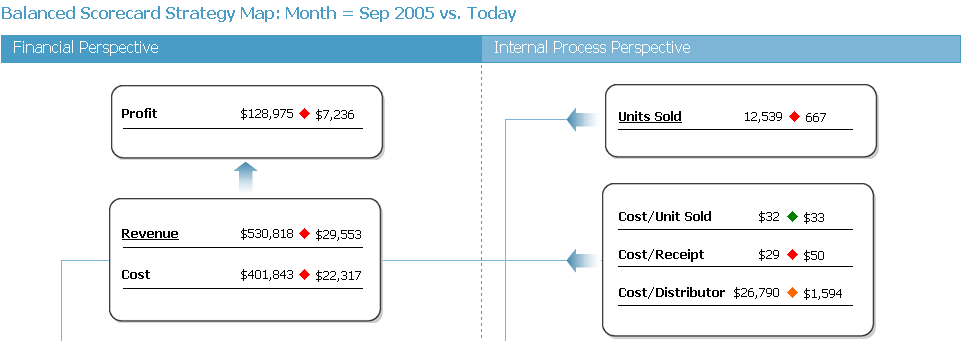 Balanced Scorecard Strategy Map: Month = Sep 2005 vs. Today
Financial Perspective
Internal Process Perspective
Profit $128,975 $7,236
Units Sold 12,539 667
Revenue $530,818 $29,553
Cost $401,843 $22,317
Cost/Unit Sold $32 $33
Cost/Receipt $29 $50
Cost/Distributor $26,790 $1,594